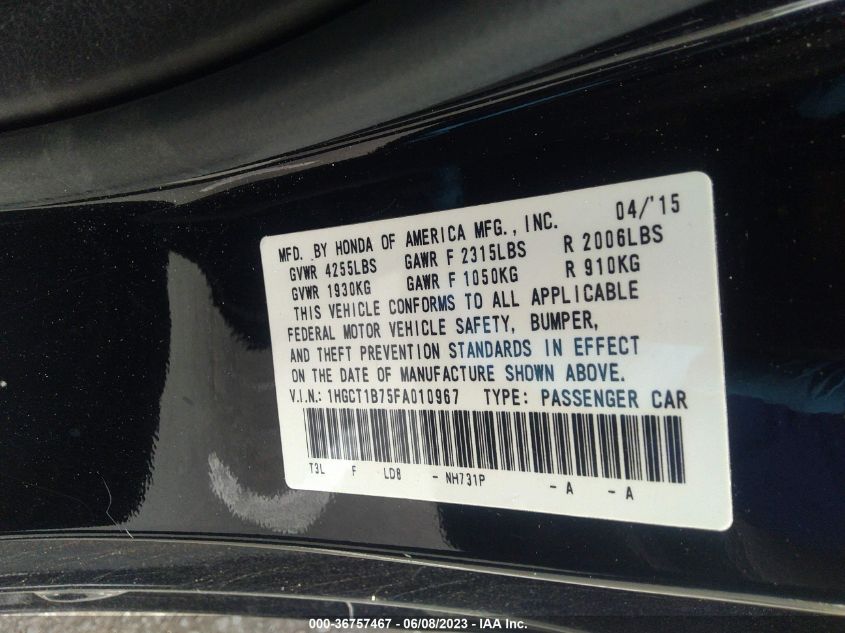 MFD. BY HONDA OF AMERICA MFG., INC. 04/'15
GVWR 4255LBS GAWR F 2315LBS R 2006LBS
GVWR 1930KG GAWR F 1050KG R 910KG
THIS VEHICLE CONFORMS TO ALL APPLICABLE
FEDERAL MOTOR VEHICLE SAFETY, BUMPER,
AND THEFT PREVENTION STANDARDS IN EFFECT
ON THE DATE OF MANUFACTURE SHOWN ABOVE.
V.I.N.: 1HGCT1B75FA010967 TYPE: PASSENGER CAR
T3L F LD8 - NH731P - A - A
000-36757467 - 06/08/2023 - IAA Inc.